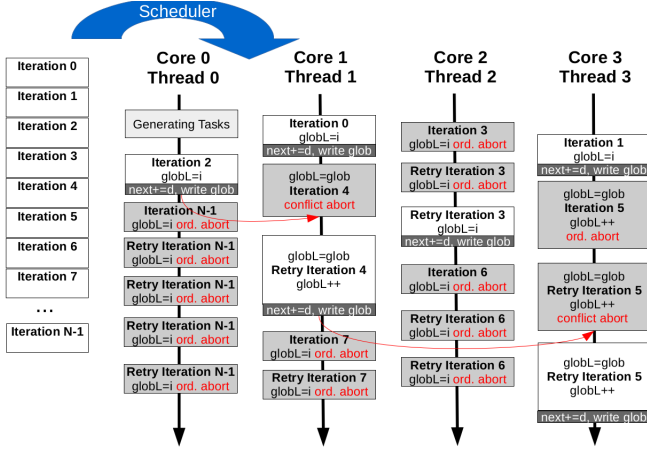 Scheduler
Iteration 0
Iteration 1
Iteration 2
Iteration 3
Iteration 4
Iteration 5
Iteration 6
Iteration 7
...
Iteration N-1
Core 0
Thread 0
Generating Tasks
Iteration 2
globL=i
next+=d, write glob
Iteration N-1
globL=i ord. abort
Retry Iteration N-1
globL=i ord. abort
Retry Iteration N-1
globL=i ord. abort
Retry Iteration N-1
globL=i ord. abort
Retry Iteration N-1
globL=i ord. abort
Core 1
Thread 1
Iteration 0
globL=i
next+=d, write glob
globL=glob
Iteration 4
conflict abort
globL=glob
Retry Iteration 4
globL++
next+=d, write glob
Iteration 7
globL=i ord. abort
Retry Iteration 7
globL=i ord. abort
Core 2
Thread 2
Iteration 3
globL=i ord. abort
Retry Iteration 3
globL=i ord. abort
Retry Iteration 3
globL=i
next+=d, write glob
Iteration 6
globL=i ord. abort
Retry Iteration 6
globL=i ord. abort
Retry Iteration 6
globL=i ord. abort
Core 3
Thread 3
Iteration 1
globL=i
next+=d, write glob
globL=glob
Iteration 5
globL++
ord. abort
globL=glob
Retry Iteration 5
globL++
conflict abort
globL=glob
Retry Iteration 5
globL++
next+=d, write glob